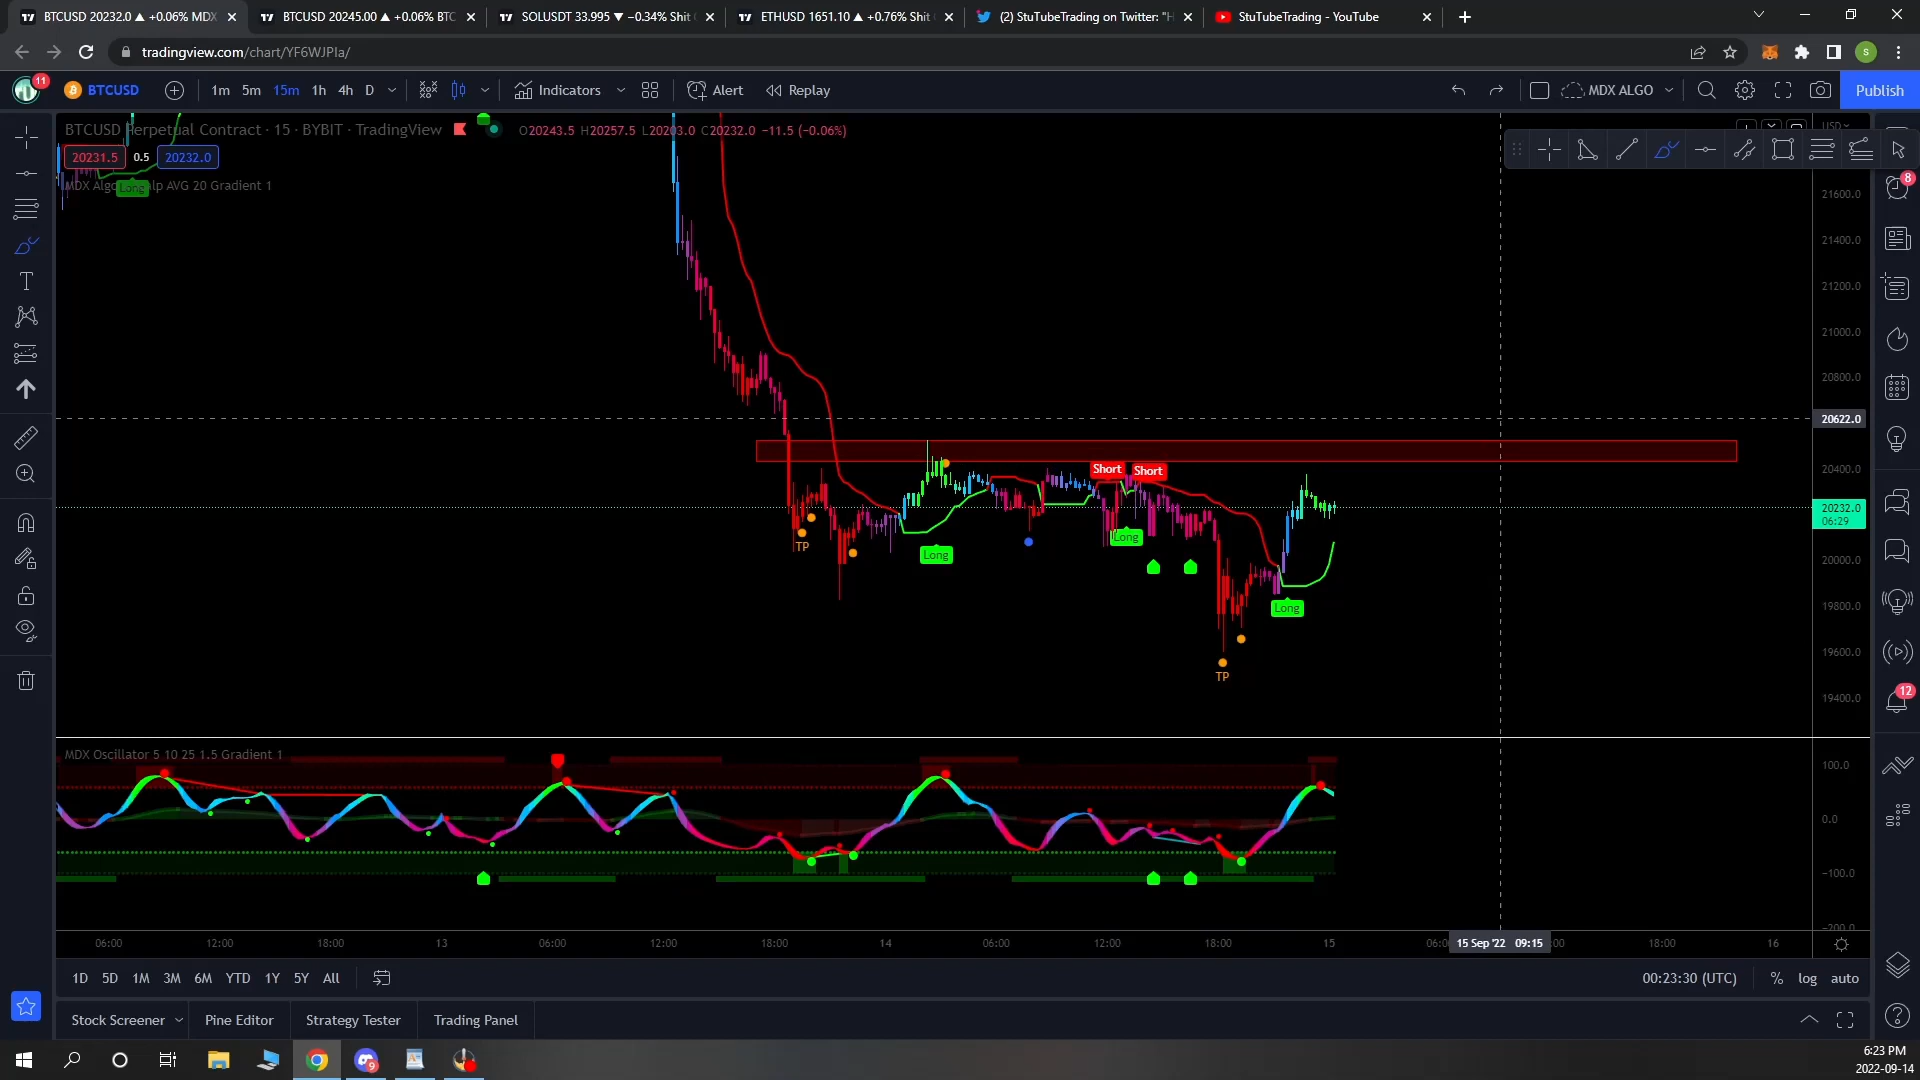 BTCUSD 20232.0 ▲ +0.06% MDX
BTCUSD 20245.00 ▲ +0.06% BTC
SOLUSDT 33.995 ▼ −0.34% Shit C
ETHUSD 1651.10 ▲ +0.76% Shit C
(2) StuTubeTrading on Twitter: "H
StuTubeTrading - YouTube
tradingview.com/chart/YF6WJPla/
S
11
BTCUSD
1m 5m 15m 1h 4h D
Indicators
Alert
Replay
MDX ALGO
Publish
BTCUSD Perpetual Contract · 15 · BYBIT · TradingView
O20243.5 H20257.5 L20203.0 C20232.0 −11.5 (−0.06%)
USD
20231.5 0.5 20232.0
Long
8
21600.0
21400.0
21200.0
21000.0
20800.0
20622.0
20400.0
20232.0
06:29
20000.0
19800.0
19600.0
19400.0
Short
Short
TP
Long
Long
Long
TP
12
MDX Oscillator 5 10 25 1.5 Gradient 1
100.0
0.0
−100.0
−200.0
06:00 12:00 18:00 13 06:00 12:00 18:00 14 06:00 12:00 18:00 15 15 Sep '22 09:15 18:00 16
1D 5D 1M 3M 6M YTD 1Y 5Y All
00:23:30 (UTC)
% log auto
Stock Screener
Pine Editor
Strategy Tester
Trading Panel
9
6:23 PM
2022-09-14